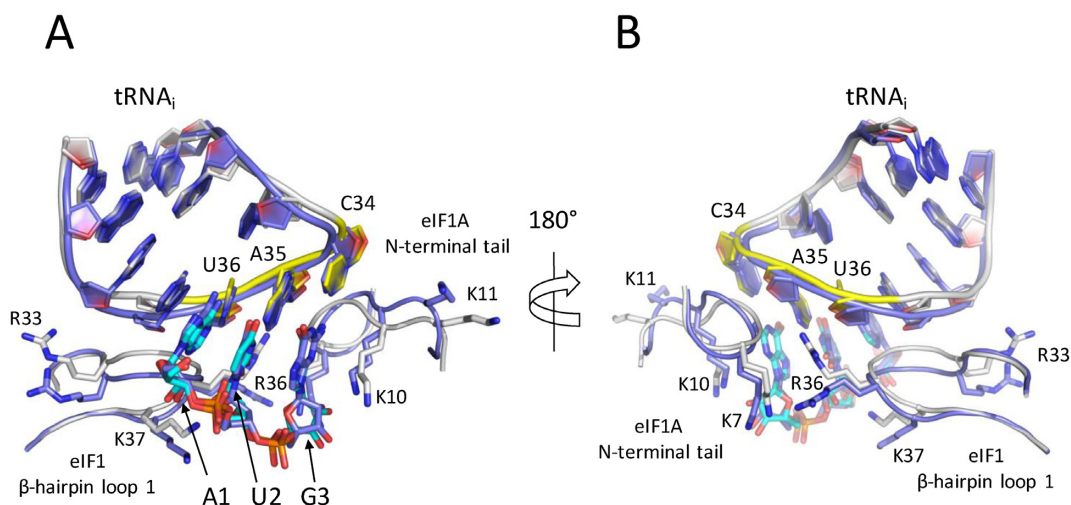 A
tRNAi
C34
eIF1A
N-terminal tail
A35
U36
K11
R33
R36
K10
K37
eIF1
β-hairpin loop 1
A1
U2
G3
180°
B
tRNAi
C34
A35
U36
K11
R33
K10
R36
K7
eIF1A
N-terminal tail
K37
eIF1
β-hairpin loop 1